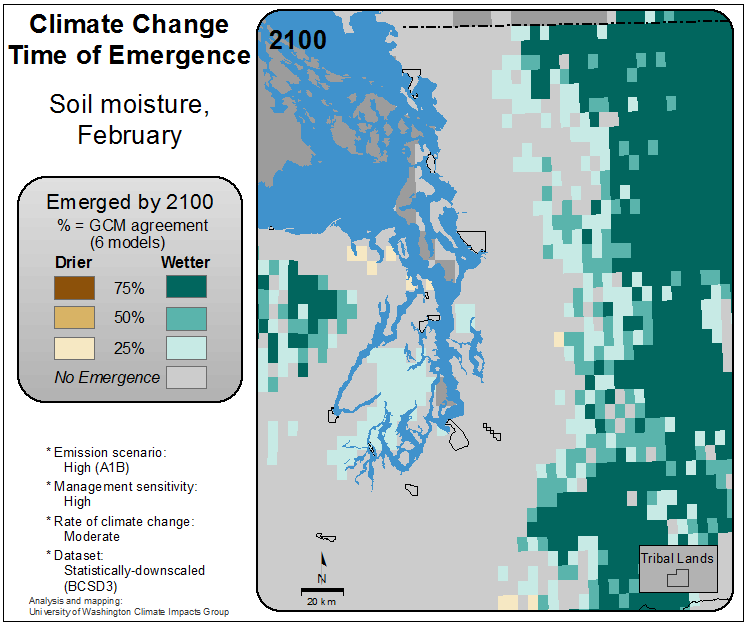 Climate Change
Time of Emergence
Soil moisture,
February
Emerged by 2100
% = GCM agreement
(6 models)
Drier Wetter
75%
50%
25%
No Emergence
* Emission scenario:
High (A1B)
* Management sensitivity:
High
* Rate of climate change:
Moderate
* Dataset:
Statistically-downscaled
(BCSD3)
Analysis and mapping:
University of Washington Climate Impacts Group
2100
N
20 km
Tribal Lands